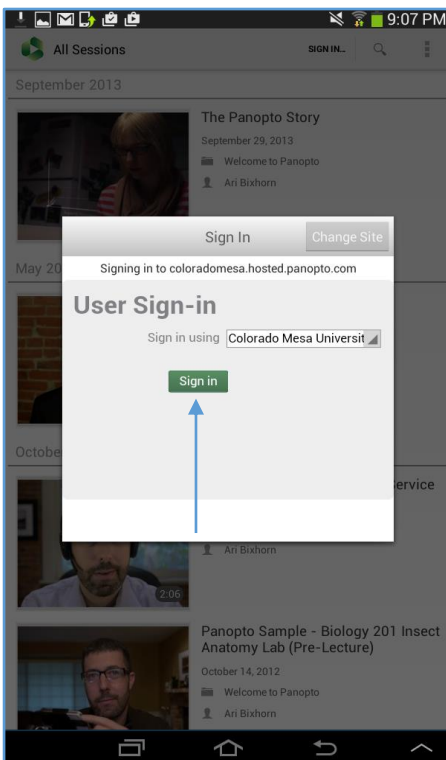 9:07 PM
All Sessions
SIGN IN...
September 2013
The Panopto Story
September 29, 2013
Welcome to Panopto
Ari Bixhorn
Sign In
Change Site
May 20
Signing in to coloradomesa.hosted.panopto.com
User Sign-in
Sign in using
Colorado Mesa Universit
Sign in
Octobe
ervice
Ari Bixhorn
2:06
Panopto Sample - Biology 201 Insect
Anatomy Lab (Pre-Lecture)
October 14, 2012
Welcome to Panopto
Ari Bixhorn